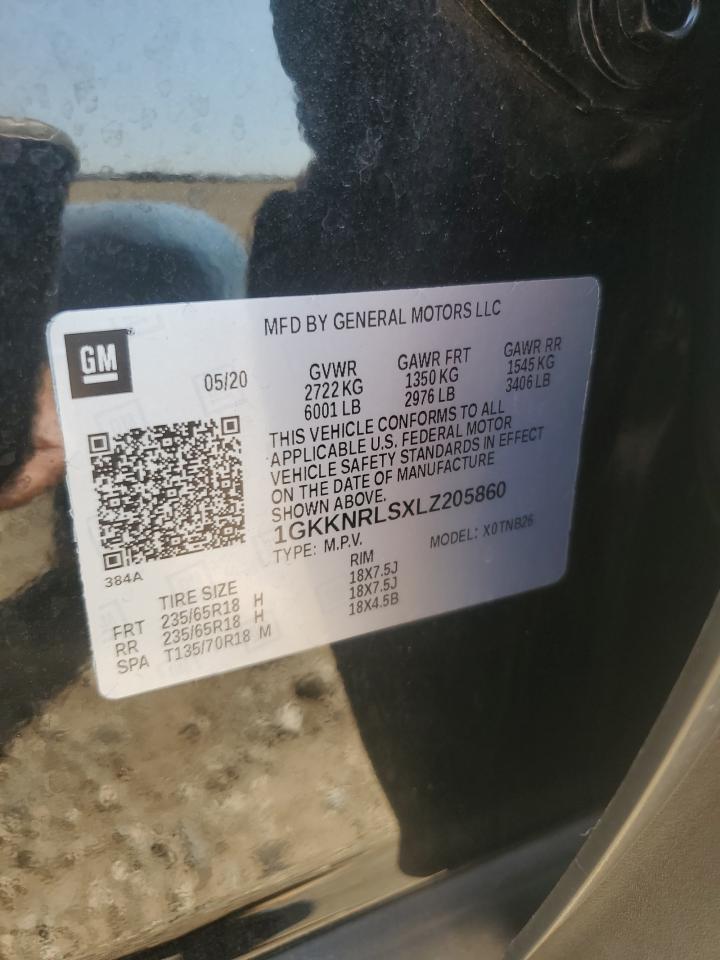 MFD BY GENERAL MOTORS LLC
GM
05/20
GVWR
2722 KG
6001 LB
GAWR FRT
1350 KG
2976 LB
GAWR RR
1545 KG
3406 LB
THIS VEHICLE CONFORMS TO ALL
APPLICABLE U.S. FEDERAL MOTOR
VEHICLE SAFETY STANDARDS IN EFFECT
ON THE DATE OF MANUFACTURE
SHOWN ABOVE.
1GKKNRLSXLZ205860
TYPE: M.P.V. MODEL: X0TNB26
384A
TIRE SIZE RIM
FRT 235/65R18 H 18X7.5J
RR 235/65R18 H 18X7.5J
SPA T135/70R18 M 18X4.5B